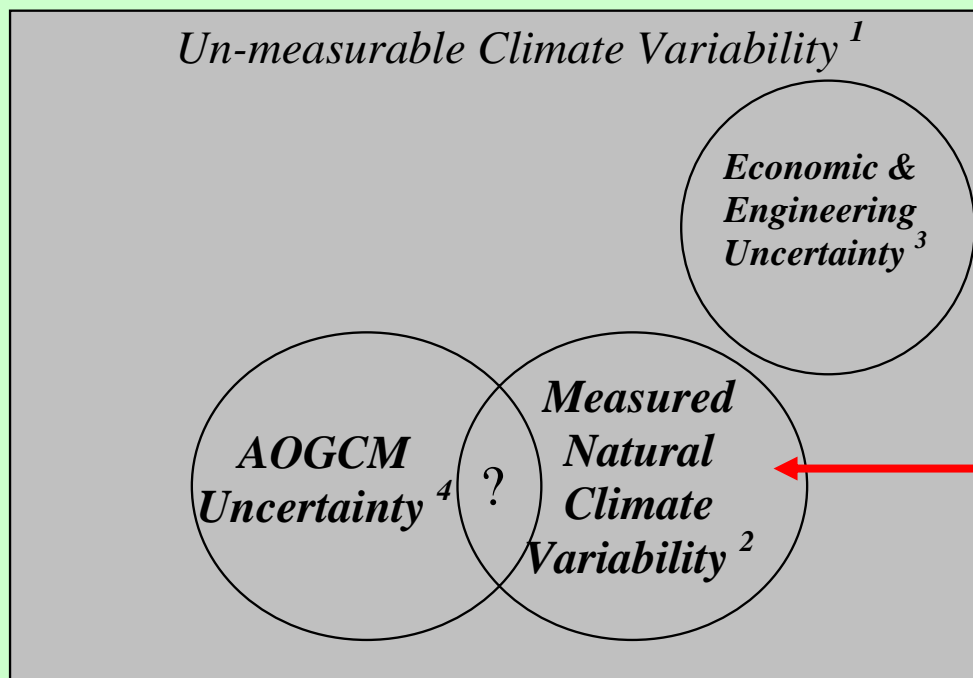 Un-measurable Climate Variability 1
Economic &
Engineering
Uncertainty 3
AOGCM
Uncertainty 4
?
Measured
Natural
Climate
Variability 2